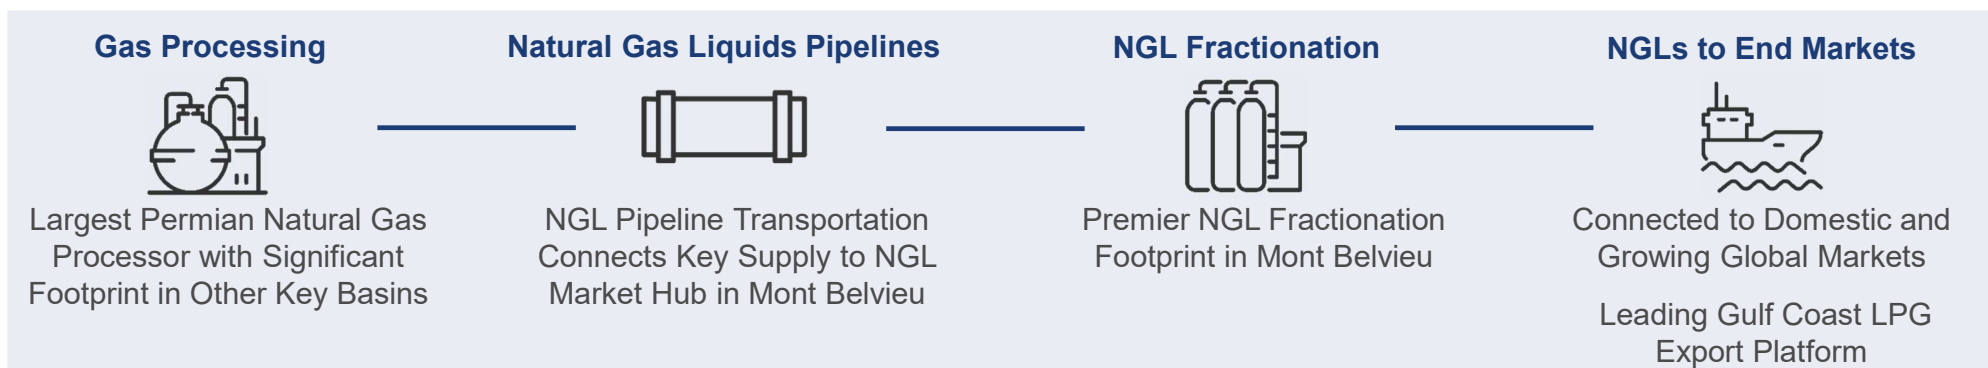 Gas Processing
Largest Permian Natural Gas
Processor with Significant
Footprint in Other Key Basins
Natural Gas Liquids Pipelines
NGL Pipeline Transportation
Connects Key Supply to NGL
Market Hub in Mont Belvieu
NGL Fractionation
Premier NGL Fractionation
Footprint in Mont Belvieu
NGLs to End Markets
Connected to Domestic and
Growing Global Markets
Leading Gulf Coast LPG
Export Platform